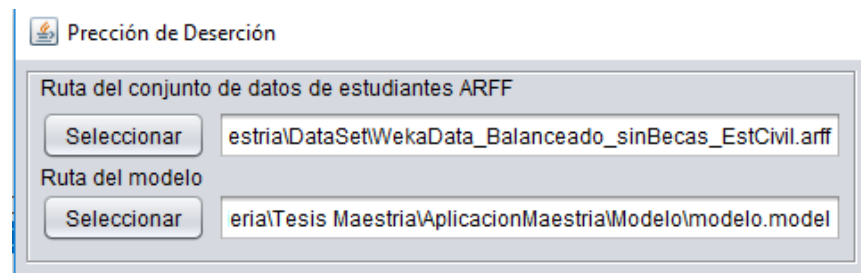 Prección de Deserción
Ruta del conjunto de datos de estudiantes ARFF
Seleccionar estria\DataSet\WekaData_Balanceado_sinBecas_EstCivil.arff
Ruta del modelo
Seleccionar eria\Tesis Maestria\AplicacionMaestria\Modelo\modelo.model